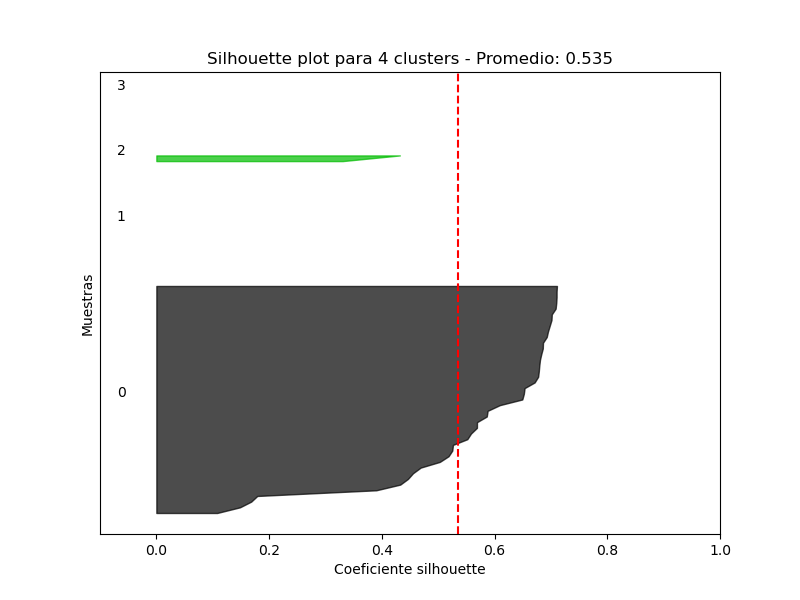 Silhouette plot para 4 clusters - Promedio: 0.535
3
2
1
0
Muestras
0.0 0.2 0.4 0.6 0.8 1.0
Coeficiente silhouette